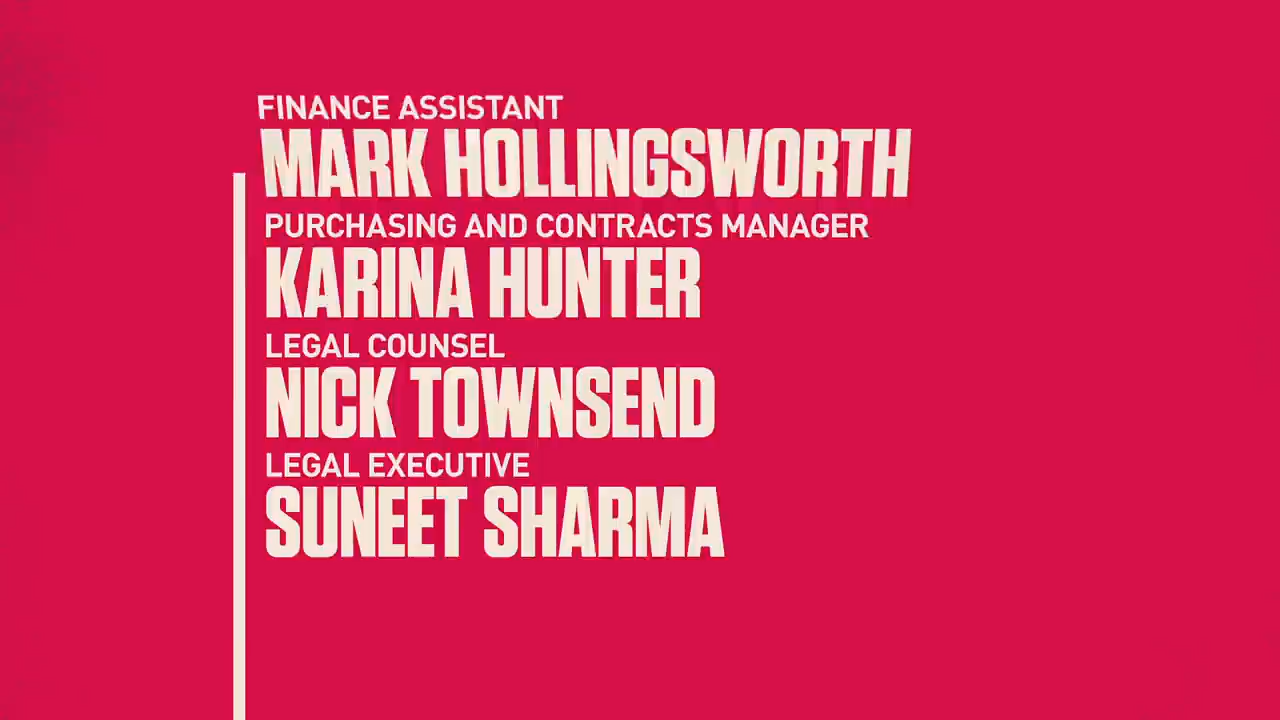 FINANCE ASSISTANT
MARK HOLLINGSWORTH
PURCHASING AND CONTRACTS MANAGER
KARINA HUNTER
LEGAL COUNSEL
NICK TOWNSEND
LEGAL EXECUTIVE
SUNEET SHARMA